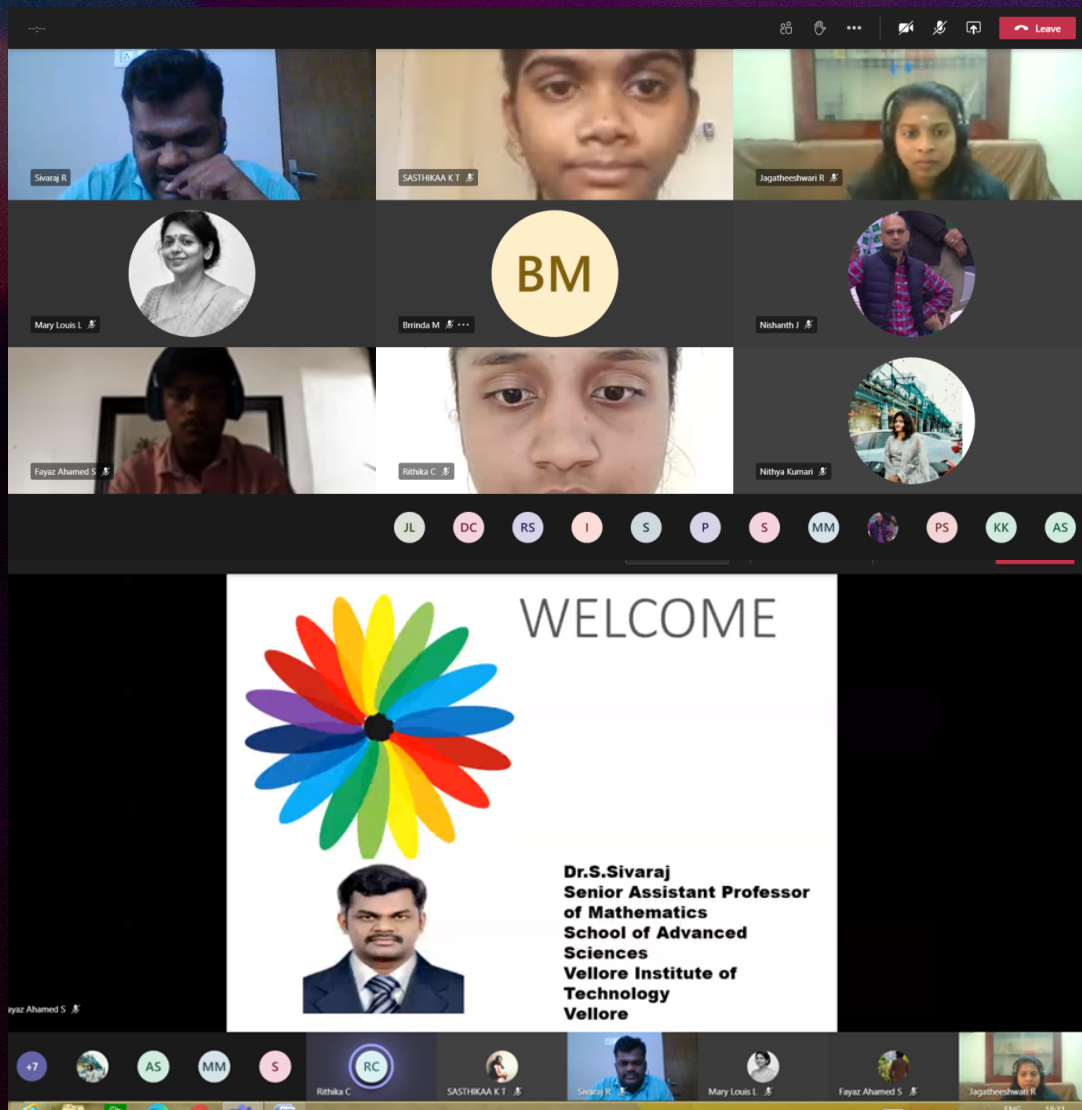 --:--
Leave
Sivaraj R
SASTHIKAA K T
Jagatheeshwari R
Mary Louis L
BM
Brrinda M
Nishanth J
Fayaz Ahamed S
Rithika C
Nithya Kumari
JL DC RS I S P S MM PS KK AS
WELCOME
Dr.S.Sivaraj
Senior Assistant Professor
of Mathematics
School of Advanced
Sciences
Vellore Institute of
Technology
Vellore
ayaz Ahamed S
+7 AS MM S RC
Rithika C
SASTHIKAA K T
Sivaraj R
Mary Louis L
Fayaz Ahamed S
Jagatheeshwari R
ENG